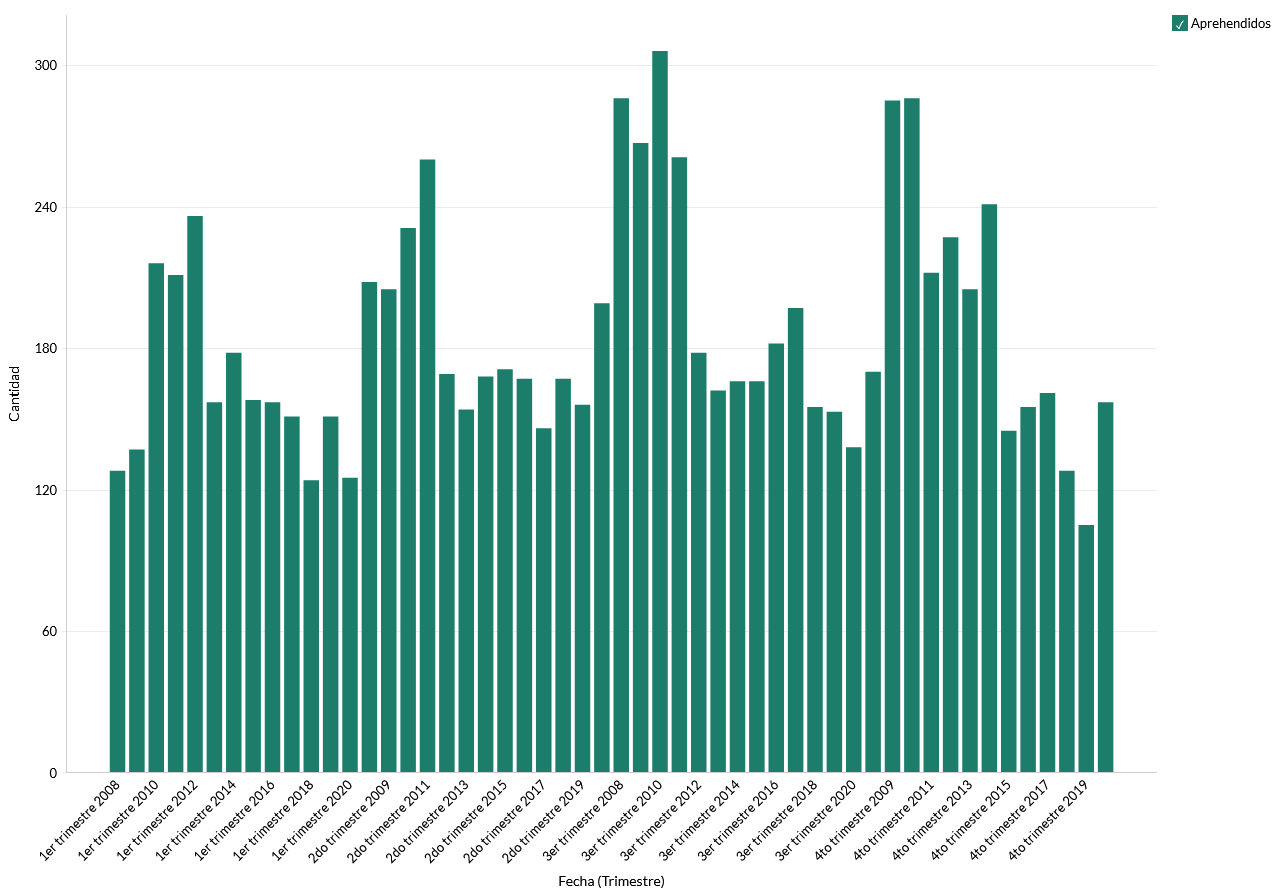 Aprehendidos
300
240
180
120
60
0
Cantidad
1er trimestre 2008
1er trimestre 2010
1er trimestre 2012
1er trimestre 2014
1er trimestre 2016
1er trimestre 2018
1er trimestre 2020
2do trimestre 2009
2do trimestre 2011
2do trimestre 2013
2do trimestre 2015
2do trimestre 2017
2do trimestre 2019
3er trimestre 2008
3er trimestre 2010
3er trimestre 2012
3er trimestre 2014
3er trimestre 2016
3er trimestre 2018
3er trimestre 2020
4to trimestre 2009
4to trimestre 2011
4to trimestre 2013
4to trimestre 2015
4to trimestre 2017
4to trimestre 2019
Fecha (Trimestre)